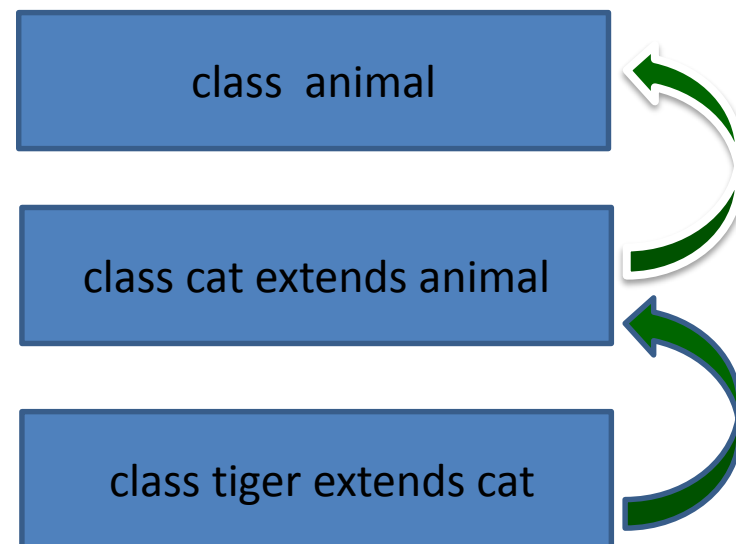 class animal
class cat extends animal
class tiger extends cat